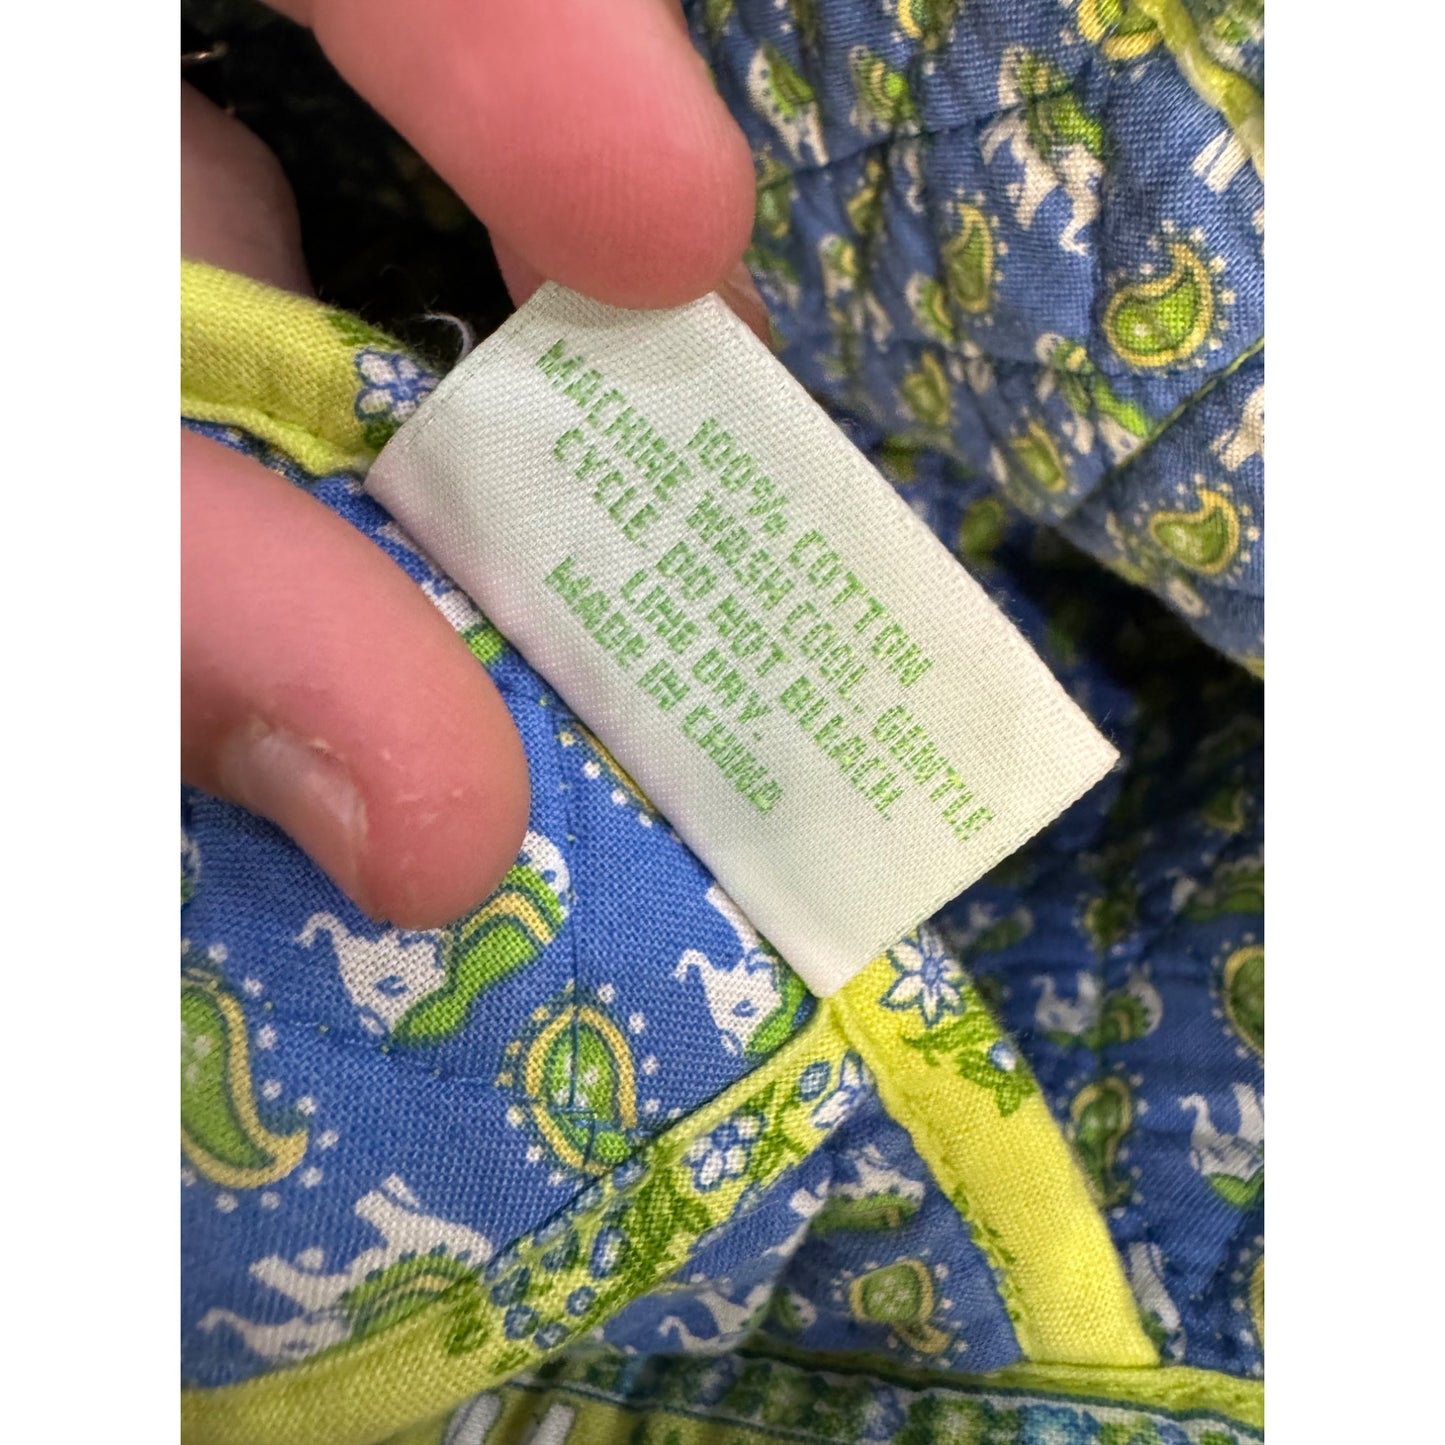 100% COTTON
MACHINE WASH COOL, GENTLE
CYCLE. DO NOT BLEACH.
LINE DRY.
MADE IN CHINA